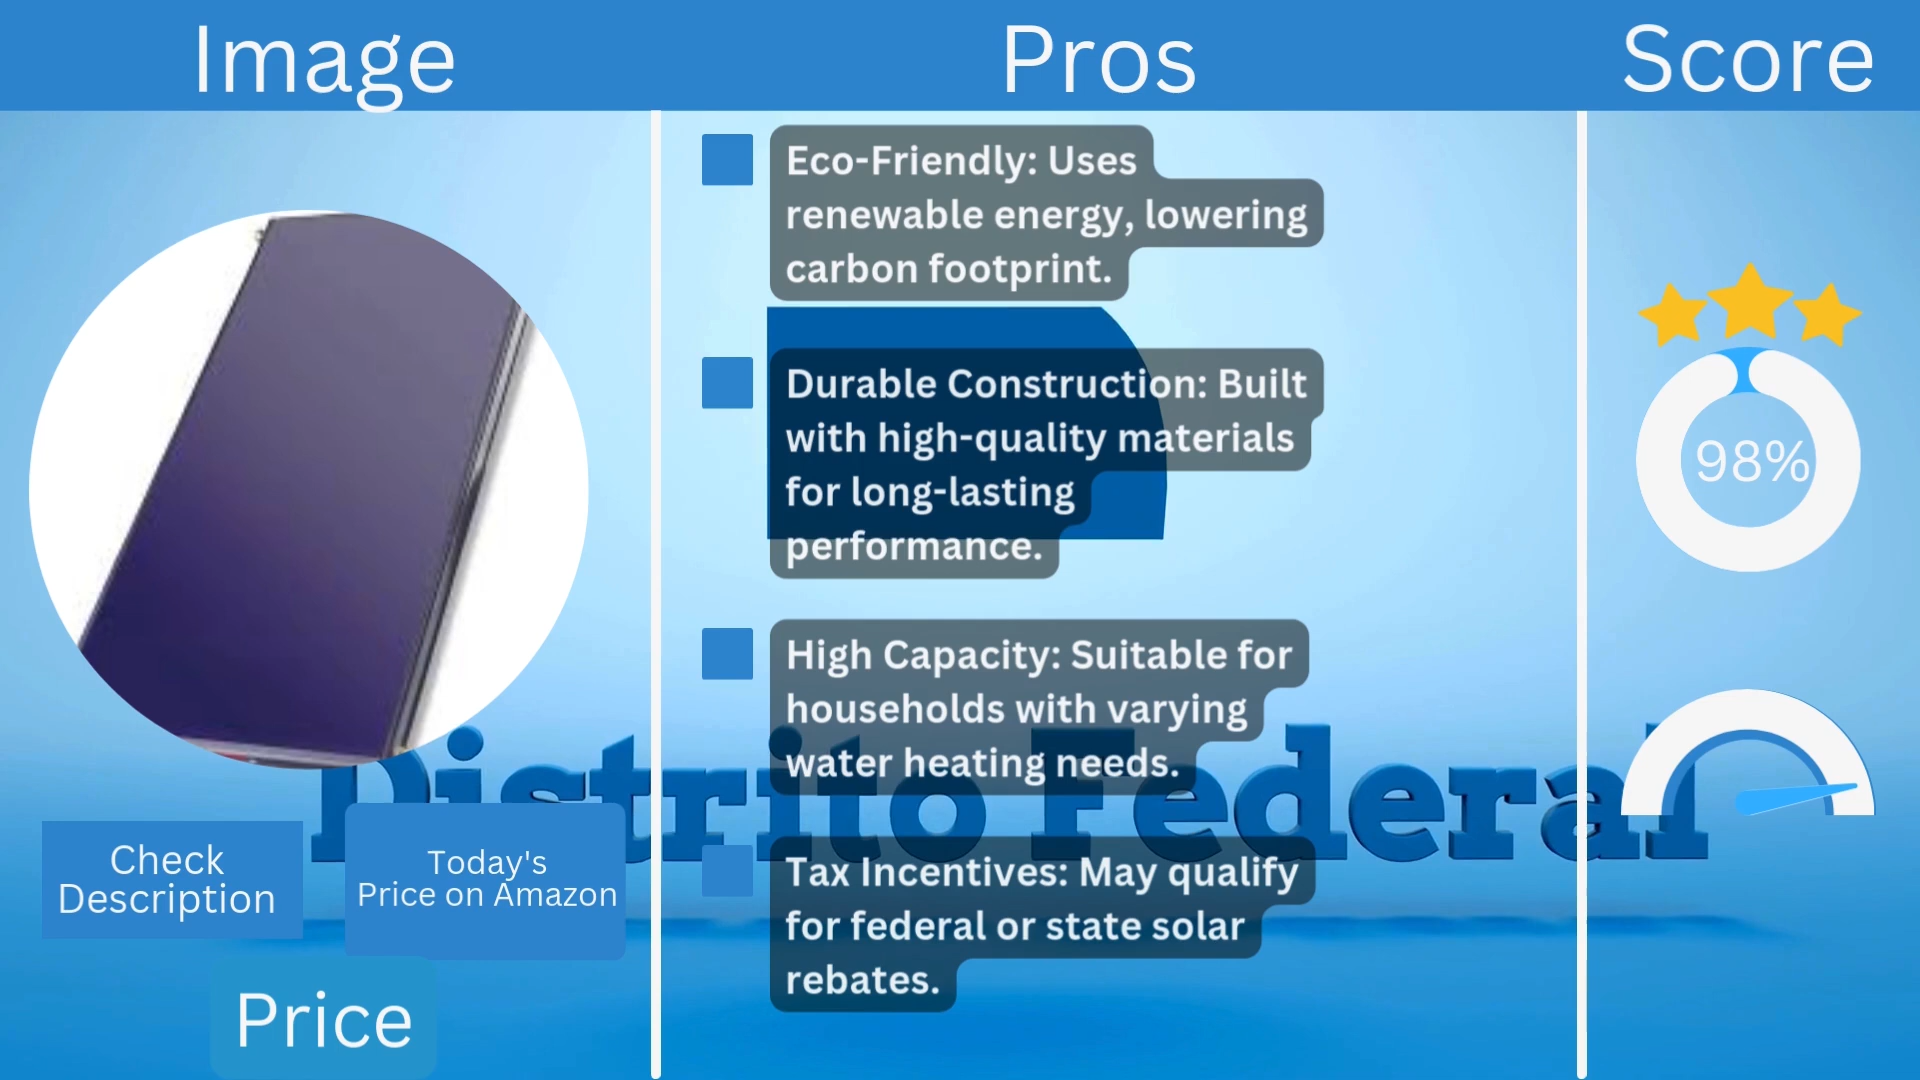 Image
Pros
Score
Eco-Friendly: Uses
renewable energy, lowering
carbon footprint.
Durable Construction: Built
with high-quality materials
for long-lasting
performance.
High Capacity: Suitable for
households with varying
water heating needs.
Tax Incentives: May qualify
for federal or state solar
rebates.
98%
Distrito Federal
Check
Description
Today's
Price on Amazon
Price